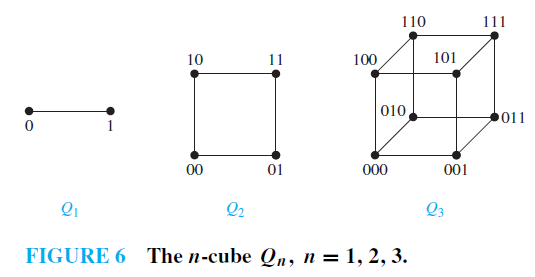 110 111
10 11 100 101
010 011
0 1
00 01 000 001
Q1 Q2 Q3
FIGURE 6 The n-cube Qn, n = 1, 2, 3.